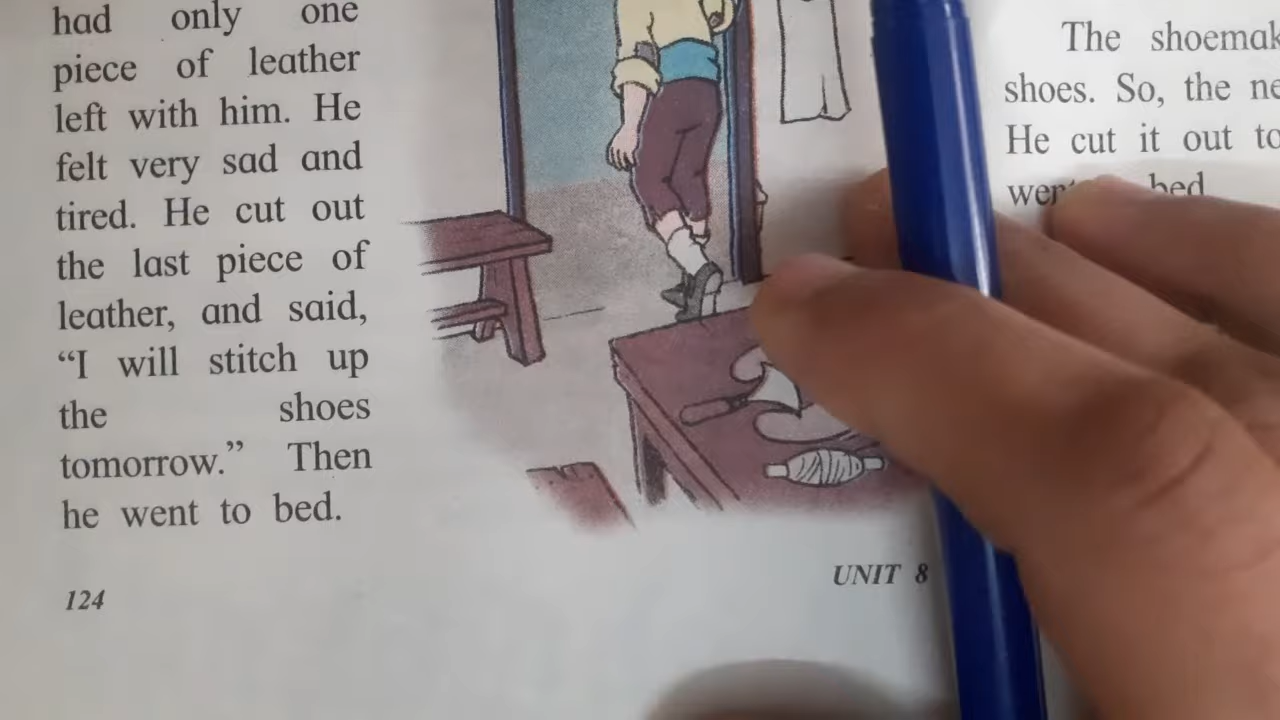 had only one
piece of leather
left with him. He
felt very sad and
tired. He cut out
the last piece of
leather, and said,
“I will stitch up
the shoes
tomorrow.” Then
he went to bed.
124
UNIT 8
The
shoes. So, the
He cut it out to
bed